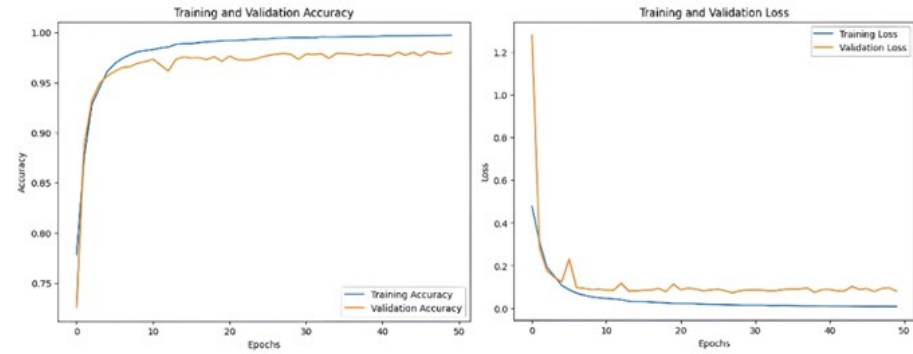 Training and Validation Accuracy
1.00
0.95
0.90
0.85
0.80
0.75
Accuracy
Training Accuracy
Validation Accuracy
0
10
20
30
40
50
Epochs
Training and Validation Loss
Training Loss
Validation Loss
1.2
1.0
0.8
0.6
0.4
0.2
0.0
Loss
0
10
20
30
40
50
Epochs